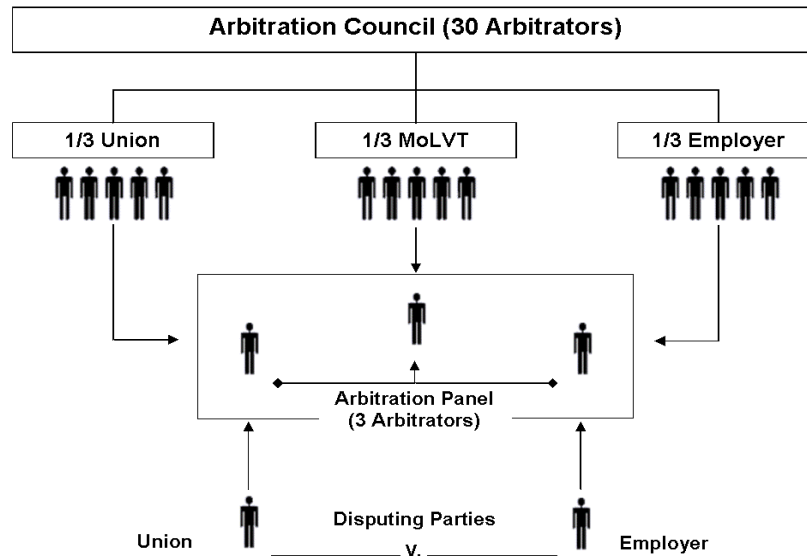 Arbitration Council (30 Arbitrators)
1/3 Union
1/3 MoLVT
1/3 Employer
Arbitration Panel
(3 Arbitrators)
Disputing Parties
Union
V.
Employer